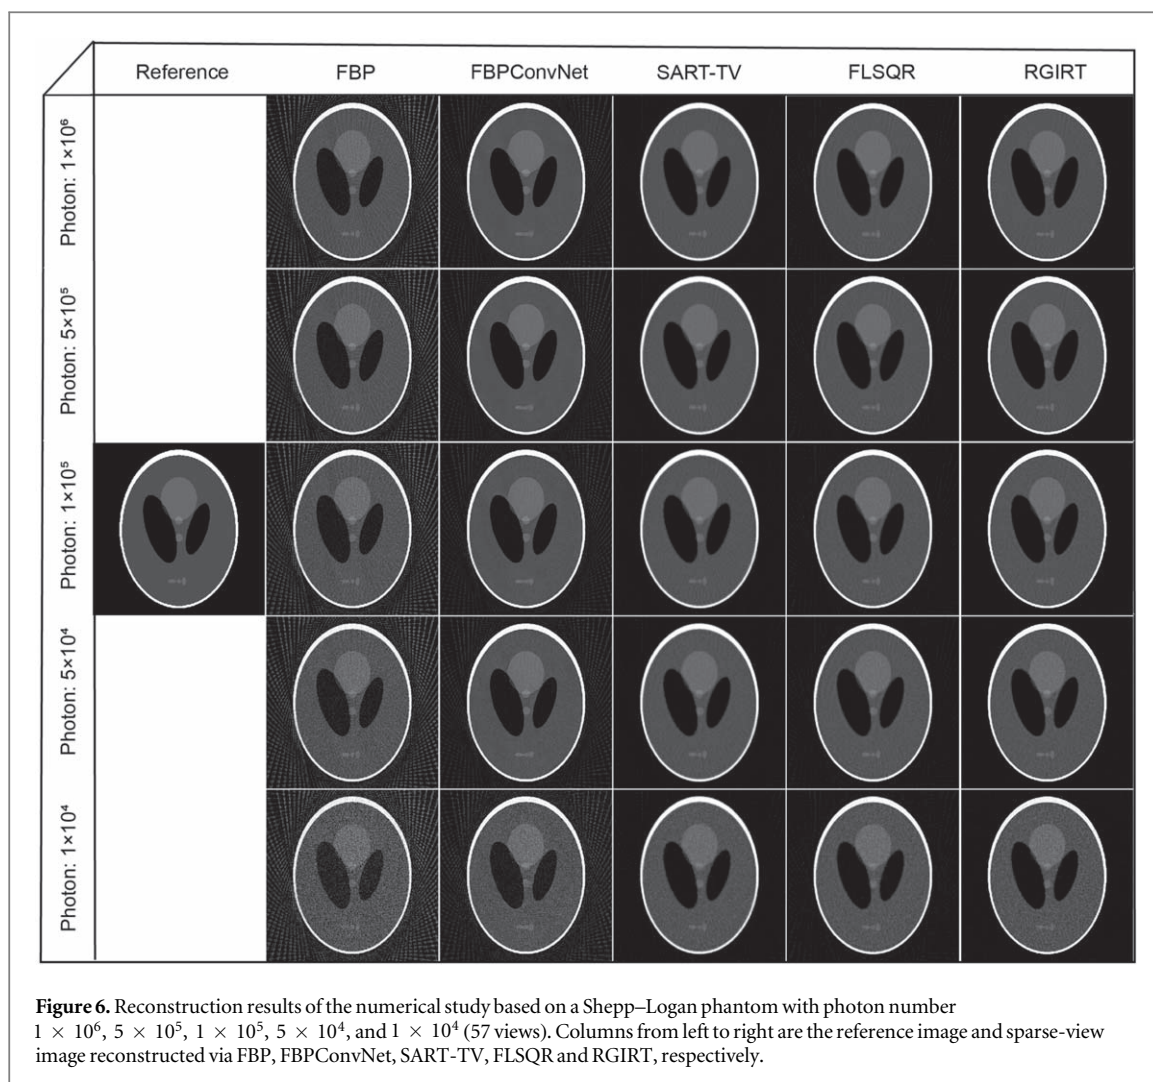 Reference FBP FBPConvNet SART-TV FLSQR RGIRT
Photon: 1×10⁶
Photon: 5×10⁵
Photon: 1×10⁵
Photon: 5×10⁴
Photon: 1×10⁴
Figure 6. Reconstruction results of the numerical study based on a Shepp–Logan phantom with photon number
1 × 10⁶, 5 × 10⁵, 1 × 10⁵, 5 × 10⁴, and 1 × 10⁴ (57 views). Columns from left to right are the reference image and sparse-view
image reconstructed via FBP, FBPConvNet, SART-TV, FLSQR and RGIRT, respectively.